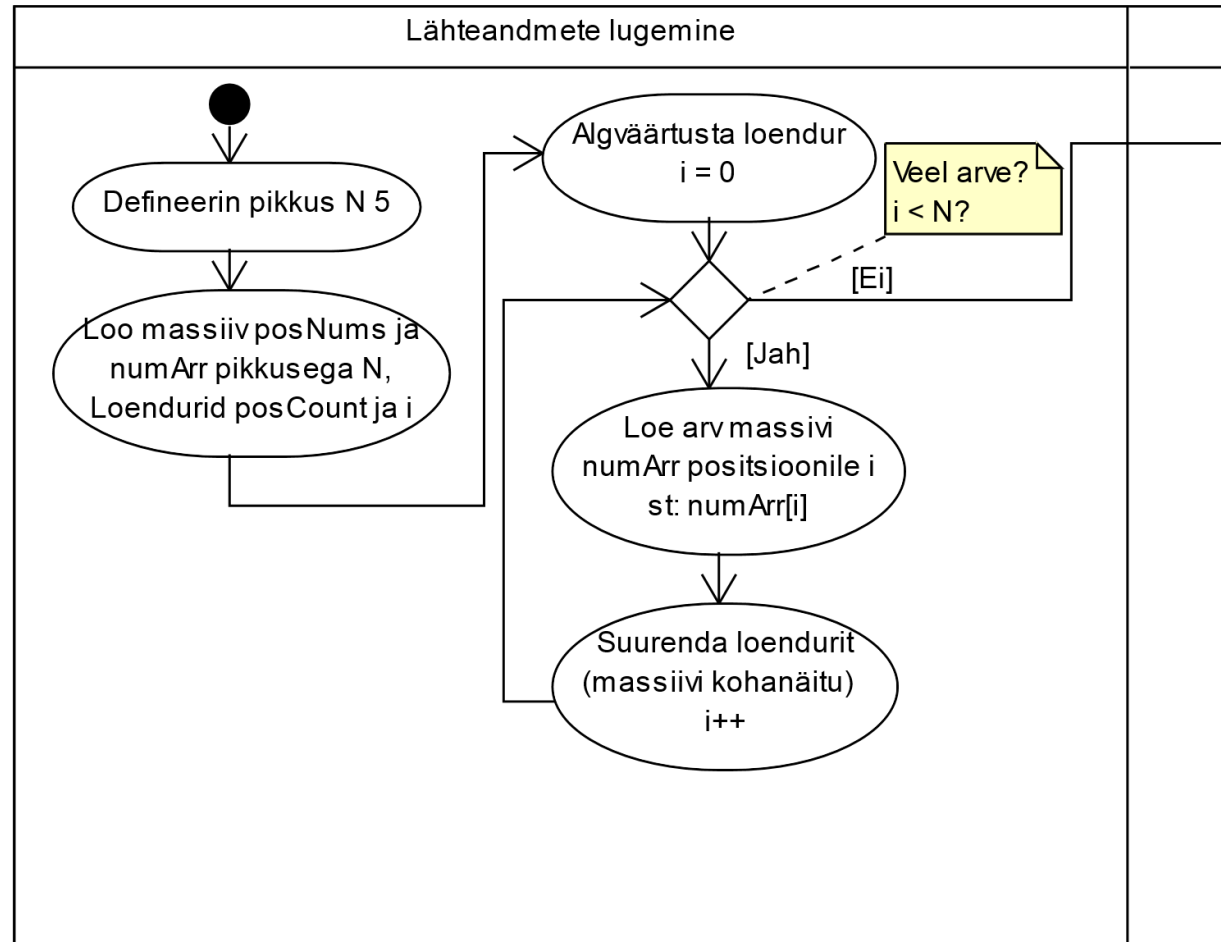 Lähteandmete lugemine
Defineerin pikkus N 5
Loo massiiv posNums ja
numArr pikkusega N,
Loendurid posCount ja i
Algväärtusta loendur
i = 0
Veel arve?
i < N?
[Ei]
[Jah]
Loe arv massivi
numArr positsioonile i
st: numArr[i]
Suurenda loendurit
(massiivi kohanäitu)
i++